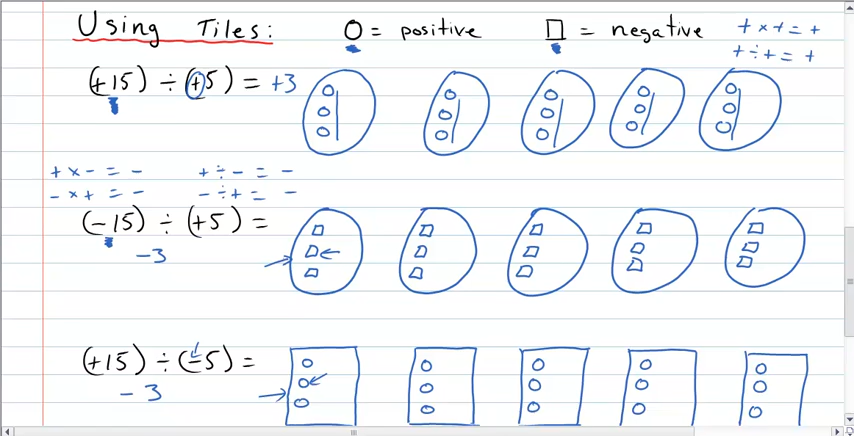 Using Tiles: O = positive □ = negative + x + = +
+ ÷ + = +
(+15) ÷ (+5) = +3
+ x - = - + ÷ - = -
- x + = - - ÷ + = -
(-15) ÷ (+5) =
-3
(+15) ÷ (-5) =
-3